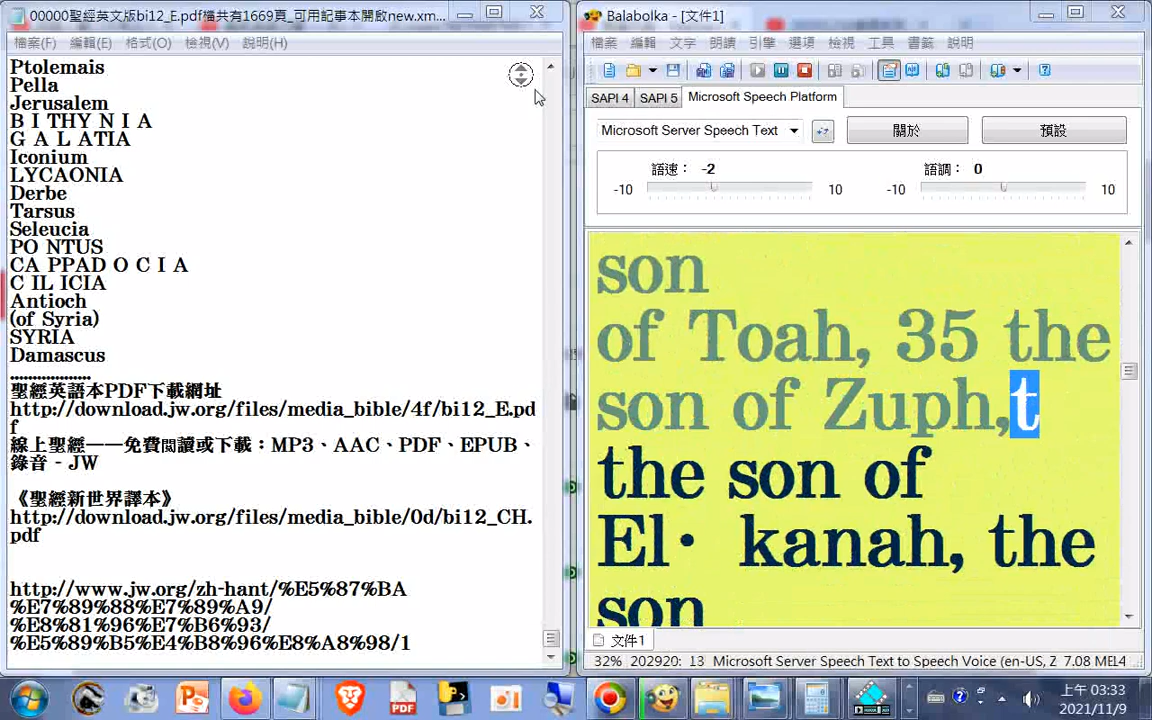 00000聖經英文版bi12_E.pdf檔共有1669頁_可用記事本開啟new.xm...
檔案(F) 編輯(E) 格式(O) 檢視(V) 說明(H)
Ptolemais
Pella
Jerusalem
B I THY N I A
G A L ATIA
Iconium
LYCAONIA
Derbe
Tarsus
Seleucia
PO NTUS
CA PPAD O C I A
C IL ICIA
Antioch
(of Syria)
SYRIA
Damascus
..................
聖經英語本PDF下載網址
http://download.jw.org/files/media_bible/4f/bi12_E.pd
f
線上聖經──免費閱讀或下載：MP3、AAC、PDF、EPUB、
錄音 - JW
《聖經新世界譯本》
http://download.jw.org/files/media_bible/0d/bi12_CH.
pdf
http://www.jw.org/zh-hant/%E5%87%BA
%E7%89%88%E7%89%A9/
%E8%81%96%E7%B6%93/
%E5%89%B5%E4%B8%96%E8%A8%98/1
Balabolka - [文件1]
檔案 編輯 文字 朗讀 引擎 選項 檢視 工具 書籤 說明
SAPI 4 SAPI 5 Microsoft Speech Platform
Microsoft Server Speech Text 關於 預設
語速： -2 語調： 0
-10 10 -10 10
son
of Toah, 35 the
son of Zuph,t
the son of
El· kanah, the
son
文件1
32% 202920: 13 Microsoft Server Speech Text to Speech Voice (en-US, Z 7.08 MB
PDF
上午 03:33
2021/11/9